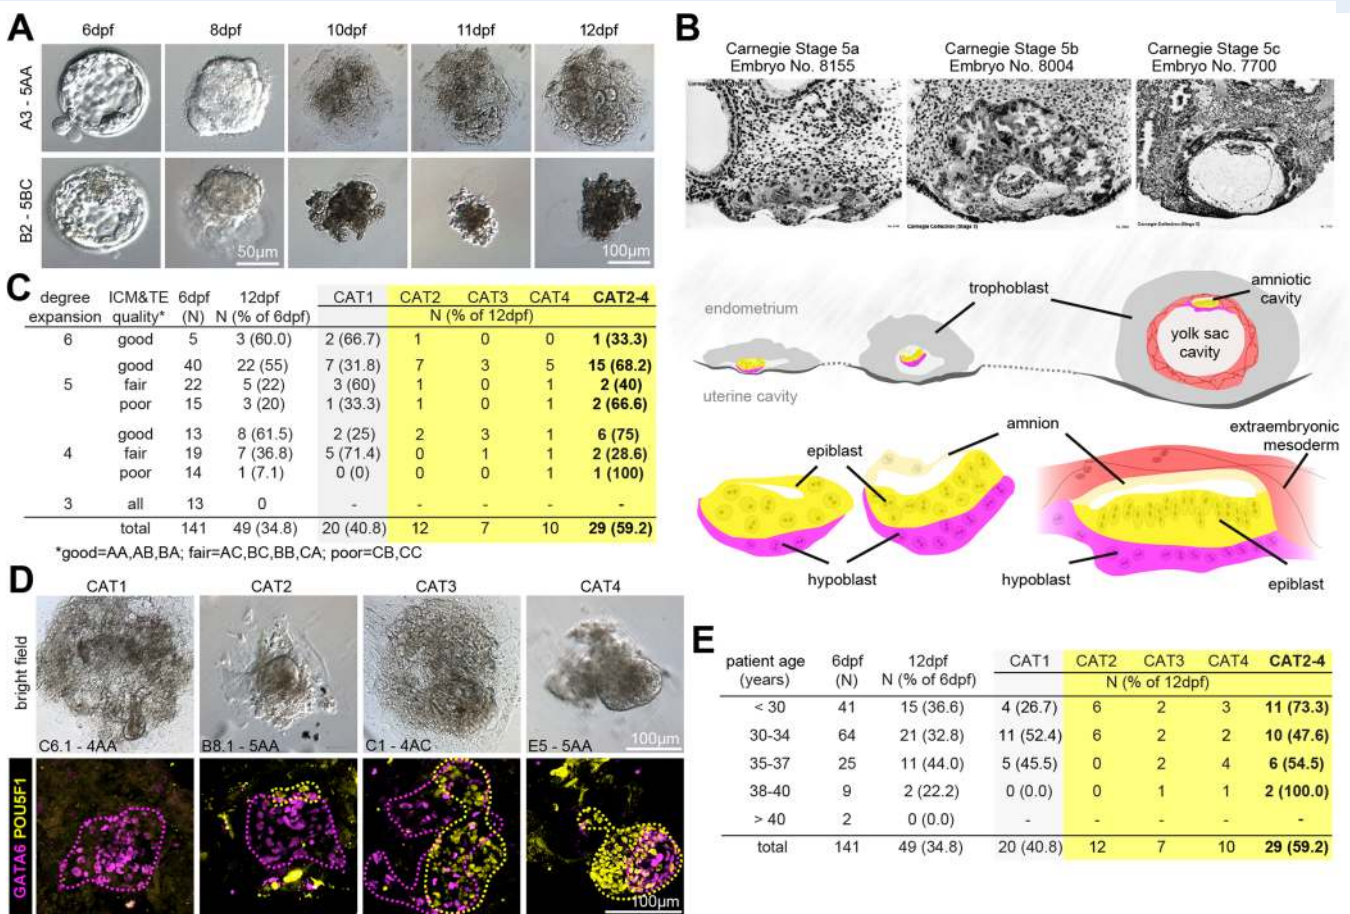 A
6dpf 8dpf 10dpf 11dpf 12dpf
A3 - 5AA
B2 - 5BC
50µm
100µm
B
Carnegie Stage 5a
Embryo No. 8155
Carnegie Stage 5b
Embryo No. 8004
Carnegie Stage 5c
Embryo No. 7700
Carnegie Collection (Stage 5)
Carnegie Collection (Stage 5)
endometrium
trophoblast
amniotic
cavity
yolk sac
cavity
uterine cavity
amnion
extraembryonic
mesoderm
epiblast
hypoblast
hypoblast
epiblast
C
degree expansion ICM&TE quality* 6dpf (N) 12dpf N (% of 6dpf) CAT1 CAT2 CAT3 CAT4 CAT2-4
N (% of 12dpf)
6 good 5 3 (60.0) 2 (66.7) 1 0 0 1 (33.3)
good 40 22 (55) 7 (31.8) 7 3 5 15 (68.2)
5 fair 22 5 (22) 3 (60) 1 0 1 2 (40)
poor 15 3 (20) 1 (33.3) 1 0 1 2 (66.6)
good 13 8 (61.5) 2 (25) 2 3 1 6 (75)
4 fair 19 7 (36.8) 5 (71.4) 0 1 1 2 (28.6)
poor 14 1 (7.1) 0 (0) 0 0 1 1 (100)
3 all 13 0 - - - - -
total 141 49 (34.8) 20 (40.8) 12 7 10 29 (59.2)
*good=AA,AB,BA; fair=AC,BC,BB,CA; poor=CB,CC
D
CAT1 CAT2 CAT3 CAT4
bright field
C6.1 - 4AA B8.1 - 5AA C1 - 4AC E5 - 5AA
100µm
GATA6 POU5F1
100µm
E
patient age (years) 6dpf (N) 12dpf N (% of 6dpf) CAT1 CAT2 CAT3 CAT4 CAT2-4
N (% of 12dpf)
< 30 41 15 (36.6) 4 (26.7) 6 2 3 11 (73.3)
30-34 64 21 (32.8) 11 (52.4) 6 2 2 10 (47.6)
35-37 25 11 (44.0) 5 (45.5) 0 2 4 6 (54.5)
38-40 9 2 (22.2) 0 (0.0) 0 1 1 2 (100.0)
> 40 2 0 (0.0) - - - - -
total 141 49 (34.8) 20 (40.8) 12 7 10 29 (59.2)